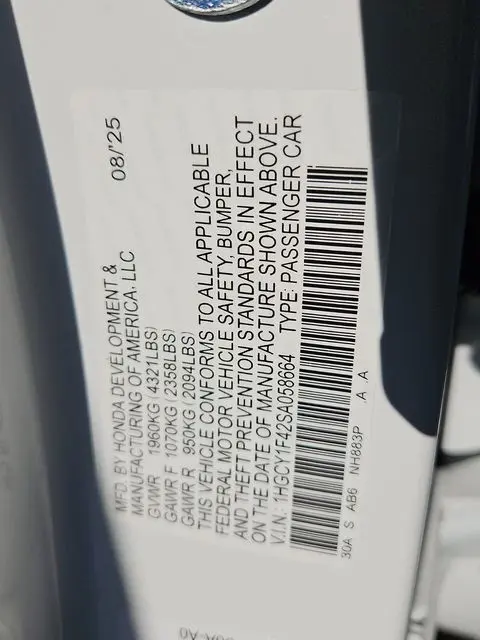 MFD. BY HONDA DEVELOPMENT & 08/'25
MANUFACTURING OF AMERICA, LLC
GVWR 1960KG (4321LBS)
GAWR F 1070KG (2358LBS)
GAWR R 950KG (2094LBS)
THIS VEHICLE CONFORMS TO ALL APPLICABLE
FEDERAL MOTOR VEHICLE SAFETY, BUMPER,
AND THEFT PREVENTION STANDARDS IN EFFECT
ON THE DATE OF MANUFACTURE SHOWN ABOVE.
V.I.N.: 1HGCY1F42SA058664 TYPE: PASSENGER CAR
30A S AB6 NH883P .A .A